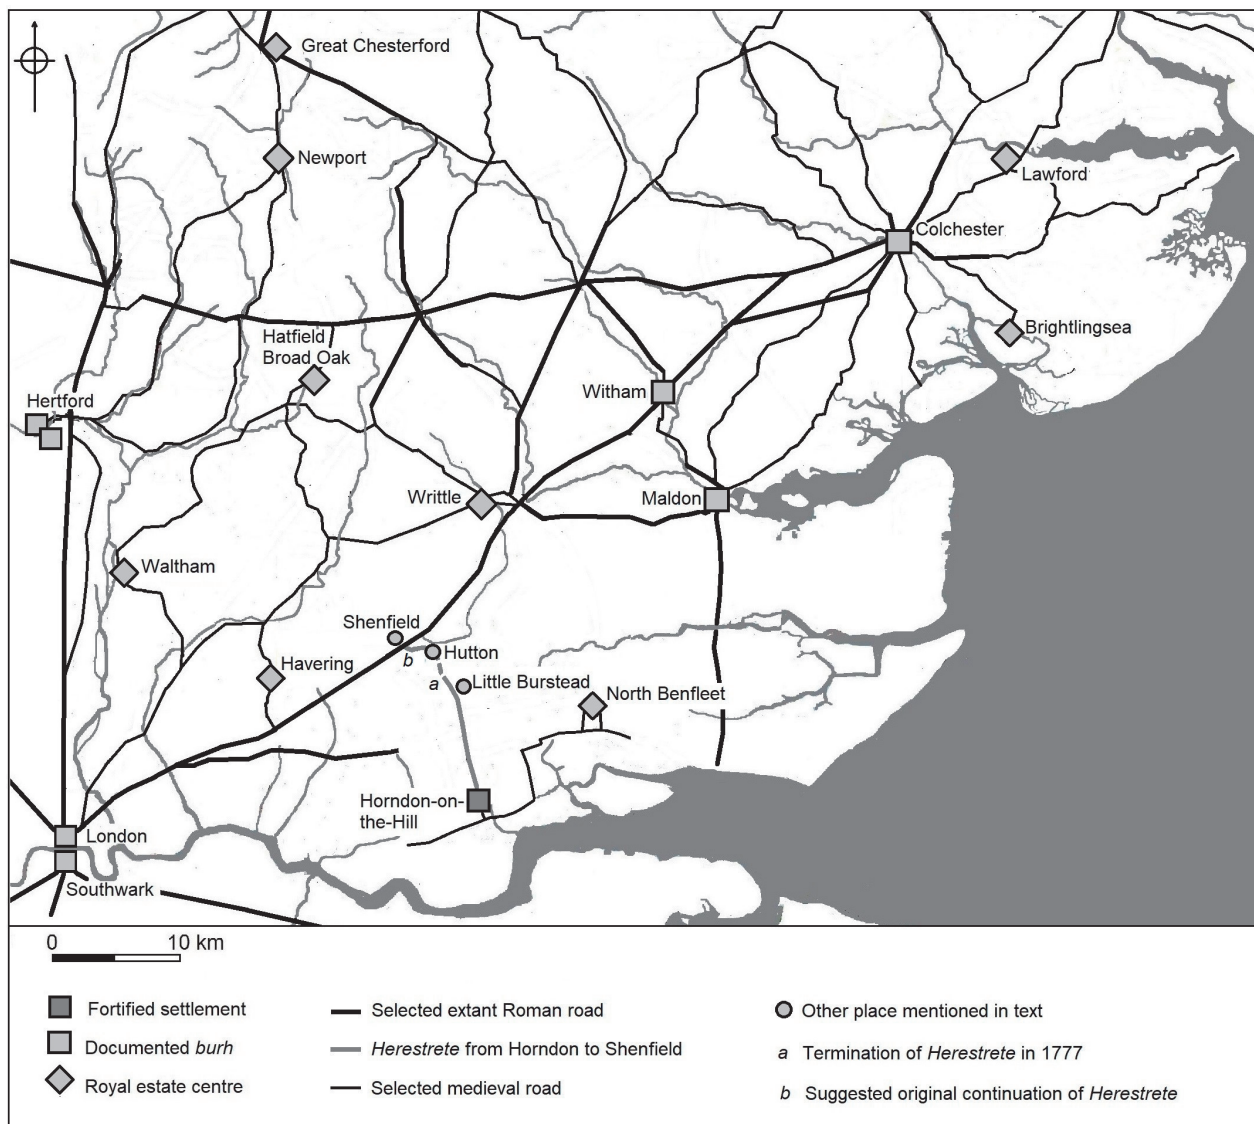 Great Chesterford
Newport
Lawford
Colchester
Hatfield
Broad Oak
Brightlingsea
Hertford
Witham
Writtle
Maldon
Waltham
Shenfield
b
Hutton
Havering
a
Little Burstead
North Benfleet
Horndon-on-
the-Hill
London
Southwark
0 10 km
Fortified settlement
Selected extant Roman road
Other place mentioned in text
Documented burh
Herestrete from Horndon to Shenfield
a Termination of Herestrete in 1777
Royal estate centre
Selected medieval road
b Suggested original continuation of Herestrete